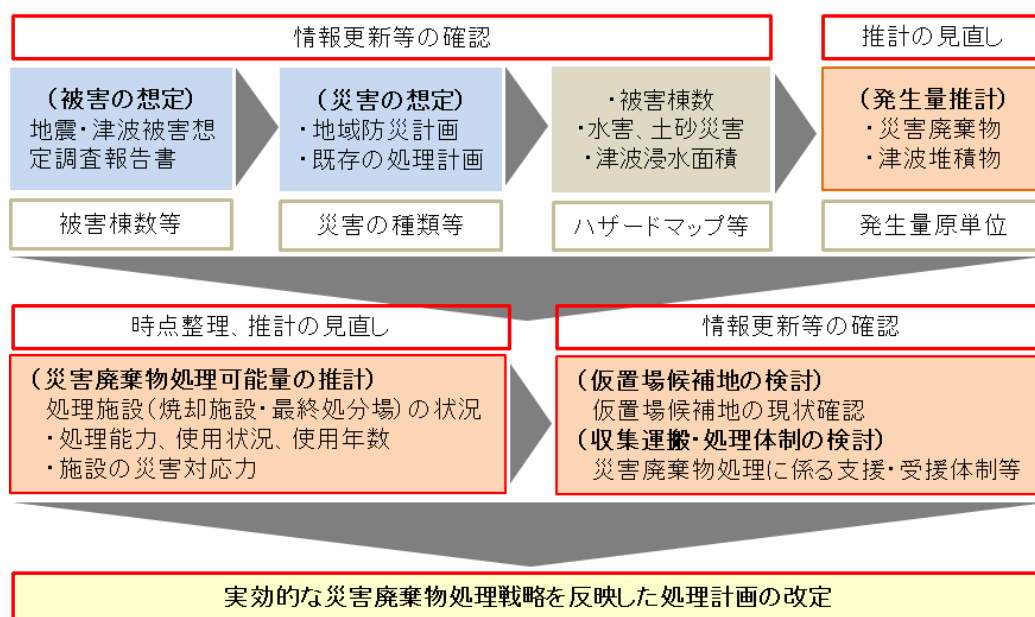 情報更新等の確認
推計の見直し
(被害の想定)
地震・津波被害想
定調査報告書
(災害の想定)
・地域防災計画
・既存の処理計画
・被害棟数
・水害、土砂災害
・津波浸水面積
(発生量推計)
・災害廃棄物
・津波堆積物
被害棟数等
災害の種類等
ハザードマップ等
発生量原単位
時点整理、推計の見直し
情報更新等の確認
(災害廃棄物処理可能量の推計)
処理施設(焼却施設・最終処分場)の状況
・処理能力、使用状況、使用年数
・施設の災害対応力
(仮置場候補地の検討)
仮置場候補地の現状確認
(収集運搬・処理体制の検討)
災害廃棄物処理に係る支援・受援体制等
実効的な災害廃棄物処理戦略を反映した処理計画の改定